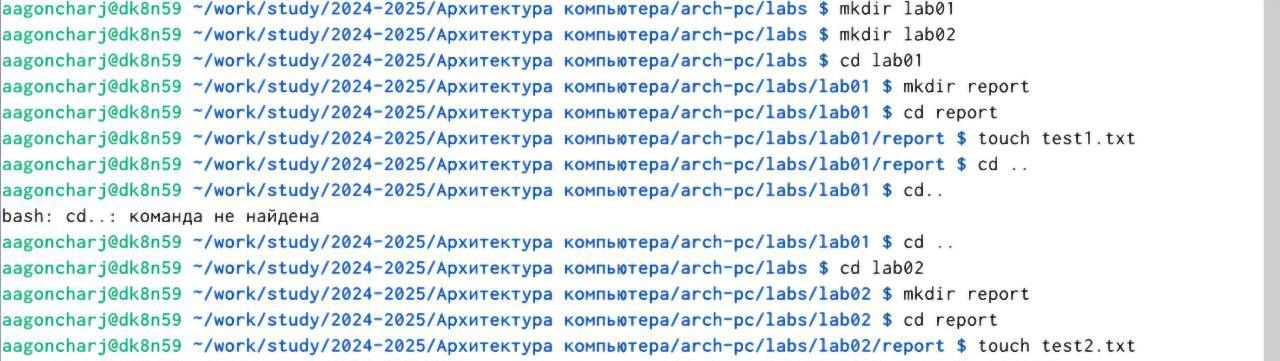 aagoncharj@dk8n59 ~/work/study/2024-2025/Архитектура компьютера/arch-pc/labs $ mkdir lab01
aagoncharj@dk8n59 ~/work/study/2024-2025/Архитектура компьютера/arch-pc/labs $ mkdir lab02
aagoncharj@dk8n59 ~/work/study/2024-2025/Архитектура компьютера/arch-pc/labs $ cd lab01
aagoncharj@dk8n59 ~/work/study/2024-2025/Архитектура компьютера/arch-pc/labs/lab01 $ mkdir report
aagoncharj@dk8n59 ~/work/study/2024-2025/Архитектура компьютера/arch-pc/labs/lab01 $ cd report
aagoncharj@dk8n59 ~/work/study/2024-2025/Архитектура компьютера/arch-pc/labs/lab01/report $ touch test1.txt
aagoncharj@dk8n59 ~/work/study/2024-2025/Архитектура компьютера/arch-pc/labs/lab01/report $ cd ..
aagoncharj@dk8n59 ~/work/study/2024-2025/Архитектура компьютера/arch-pc/labs/lab01 $ cd..
bash: cd..: команда не найдена
aagoncharj@dk8n59 ~/work/study/2024-2025/Архитектура компьютера/arch-pc/labs/lab01 $ cd ..
aagoncharj@dk8n59 ~/work/study/2024-2025/Архитектура компьютера/arch-pc/labs $ cd lab02
aagoncharj@dk8n59 ~/work/study/2024-2025/Архитектура компьютера/arch-pc/labs/lab02 $ mkdir report
aagoncharj@dk8n59 ~/work/study/2024-2025/Архитектура компьютера/arch-pc/labs/lab02 $ cd report
aagoncharj@dk8n59 ~/work/study/2024-2025/Архитектура компьютера/arch-pc/labs/lab02/report $ touch test2.txt